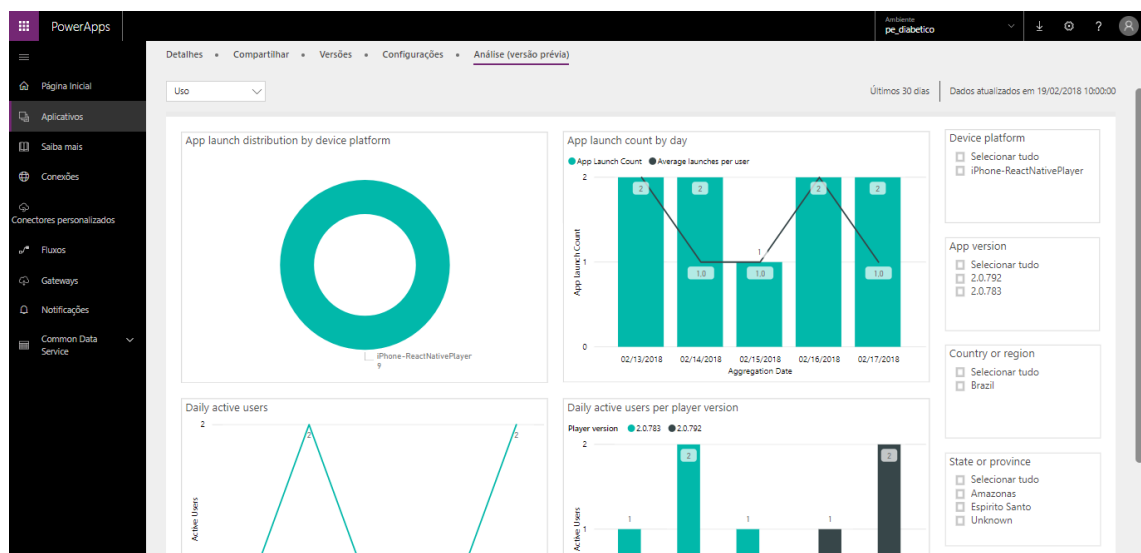 PowerApps
Ambiente
pe_diabetico
?
Detalhes • Compartilhar • Versões • Configurações • Análise (versão prévia)
Página Inicial
Aplicativos
Saiba mais
Conexões
Conectores personalizados
Fluxos
Gateways
Notificações
Common Data
Service
Uso
Últimos 30 dias
Dados atualizados em 19/02/2018 10:00:00
App launch distribution by device platform
iPhone-ReactNativePlayer
9
App launch count by day
App Launch Count Average launches per user
App Launch Count
2
1
0
2 2 2 2
1
1,0 1,0 1,0
02/13/2018 02/14/2018 02/15/2018 02/16/2018 02/17/2018
Aggregation Date
Daily active users
Active Users
2
2 2
Daily active users per player version
Player version 2.0.783 2.0.792
Active Users
2
1
2 2
1 1 1
Device platform
Selecionar tudo
iPhone-ReactNativePlayer
App version
Selecionar tudo
2.0.792
2.0.783
Country or region
Selecionar tudo
Brazil
State or province
Selecionar tudo
Amazonas
Espirito Santo
Unknown